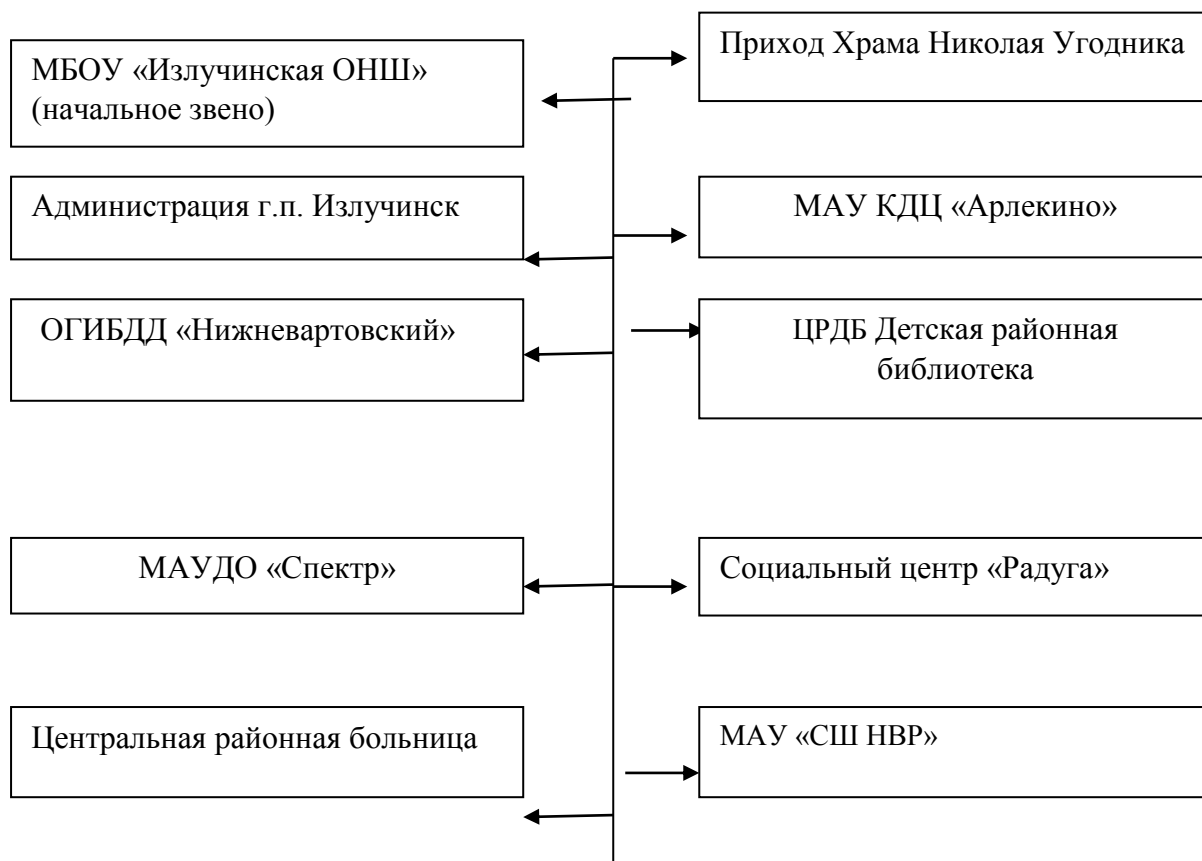 Приход Храма Николая Угодника
МБОУ «Излучинская ОНШ»
(начальное звено)
Администрация г.п. Излучинск
МАУ КДЦ «Арлекино»
ОГИБДД «Нижневартовский»
ЦРДБ Детская районная
библиотека
МАУДО «Спектр»
Социальный центр «Радуга»
Центральная районная больница
МАУ «СШ НВР»